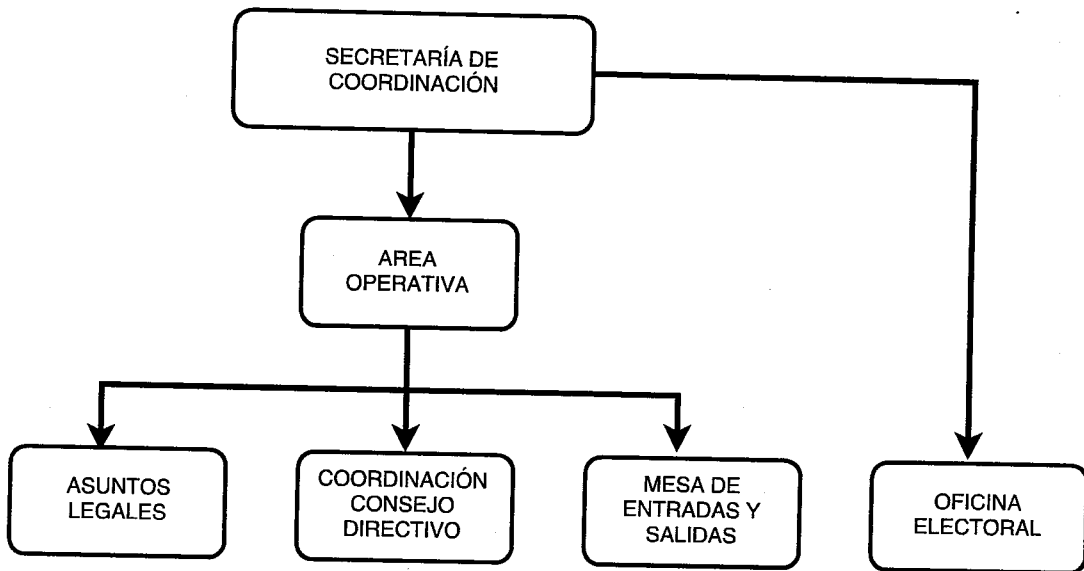 SECRETARÍA DE
COORDINACIÓN
AREA
OPERATIVA
ASUNTOS
LEGALES
COORDINACIÓN
CONSEJO
DIRECTIVO
MESA DE
ENTRADAS Y
SALIDAS
OFICINA
ELECTORAL